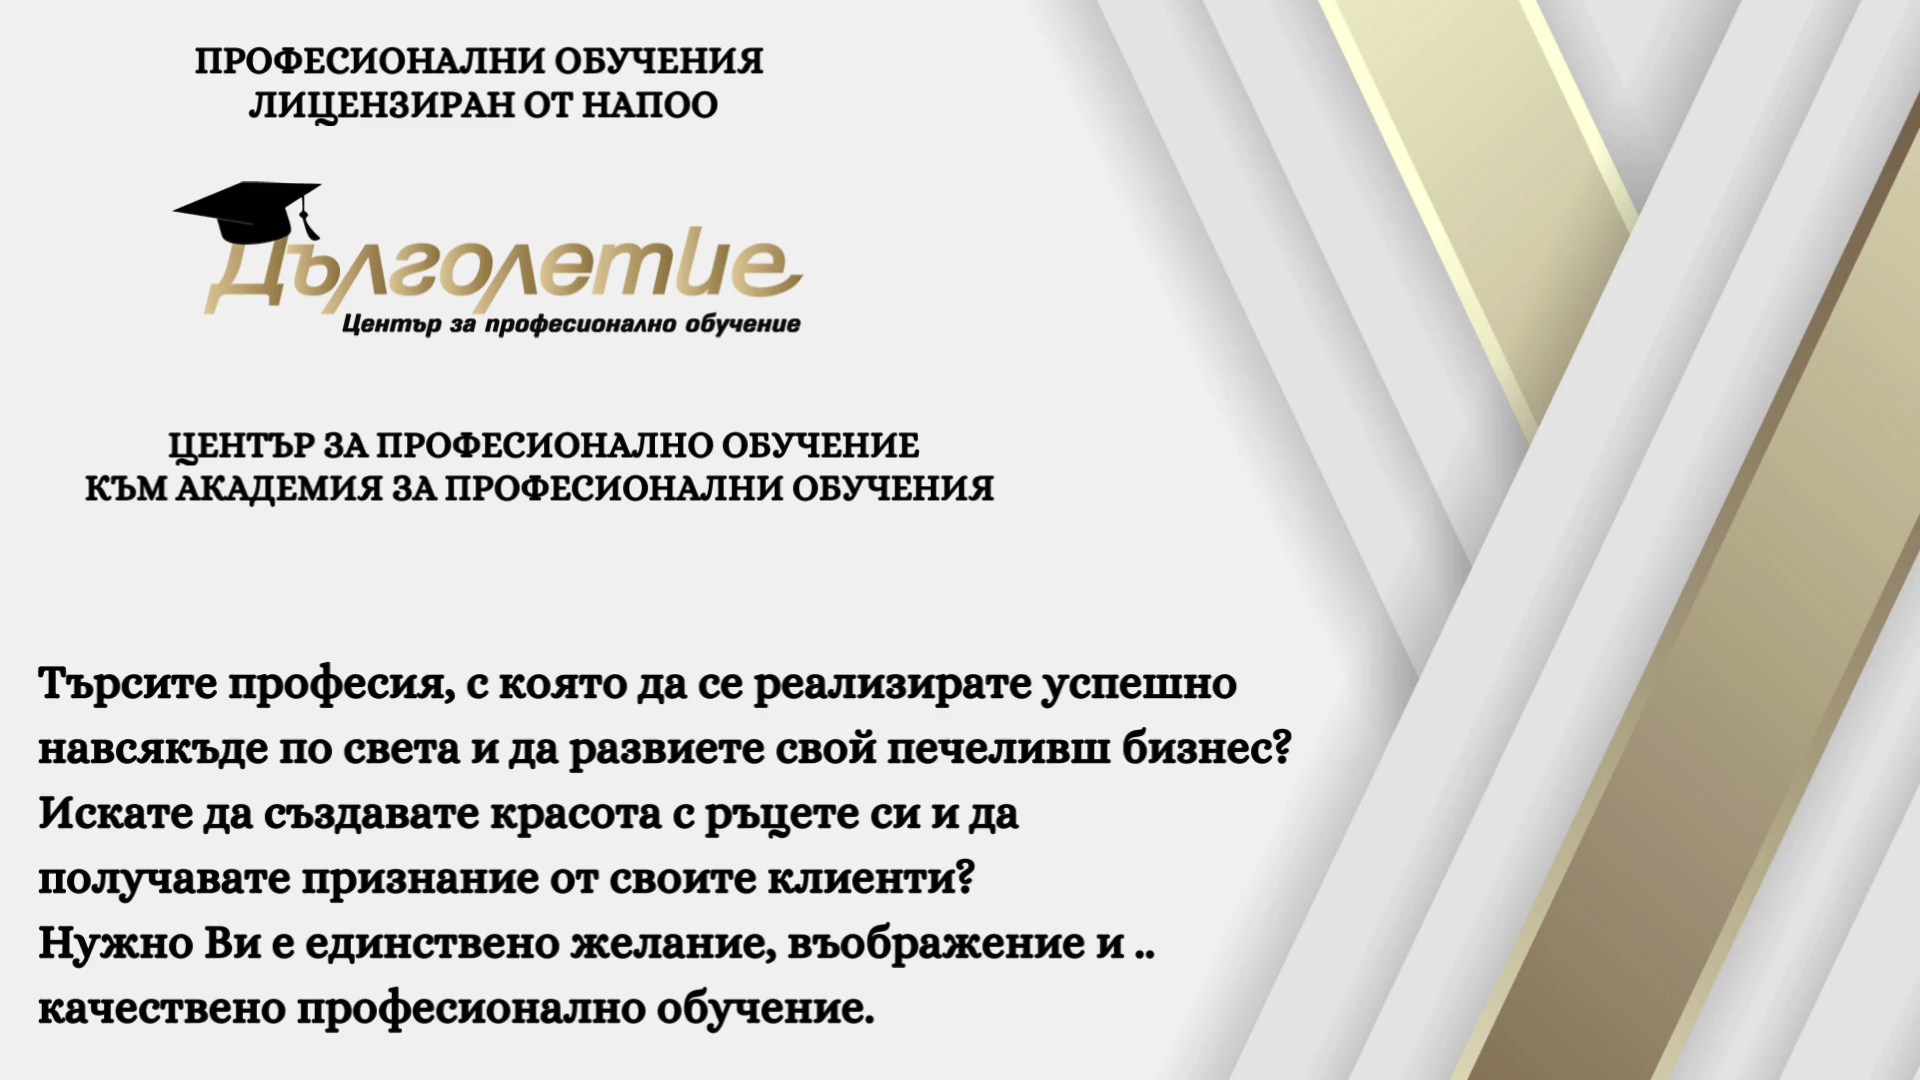 ПРОФЕСИОНАЛНИ ОБУЧЕНИЯ
ЛИЦЕНЗИРАН ОТ НАПОО
Дълголетие
Център за професионално обучение
ЦЕНТЪР ЗА ПРОФЕСИОНАЛНО ОБУЧЕНИЕ
КЪМ АКАДЕМИЯ ЗА ПРОФЕСИОНАЛНИ ОБУЧЕНИЯ
Търсите професия, с която да се реализирате успешно
навсякъде по света и да развиете свой печеливш бизнес?
Искате да създавате красота с ръцете си и да
получавате признание от своите клиенти?
Нужно Ви е единствено желание, въображение и ..
качествено професионално обучение.